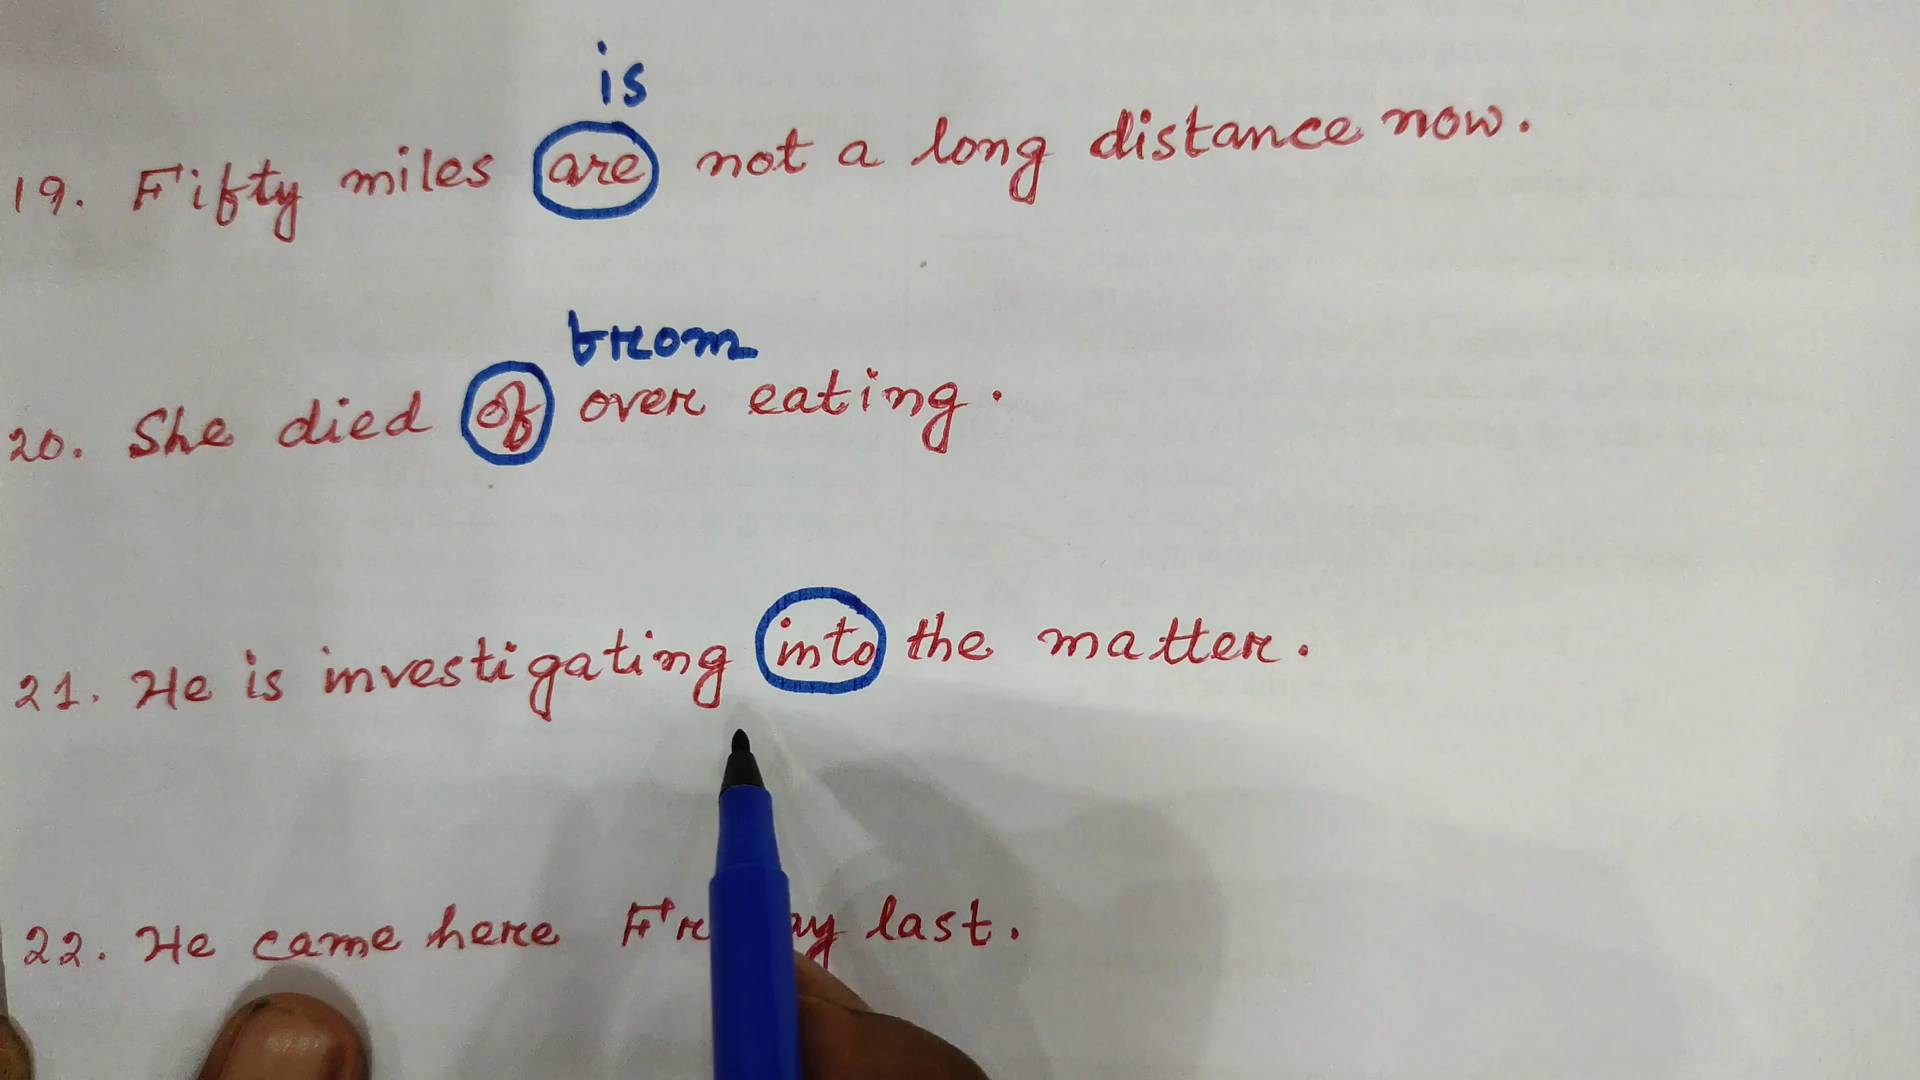 is
19. Fifty miles are not a long distance now.
from
20. She died of over eating.
21. He is investigating into the matter.
22. He came here last.